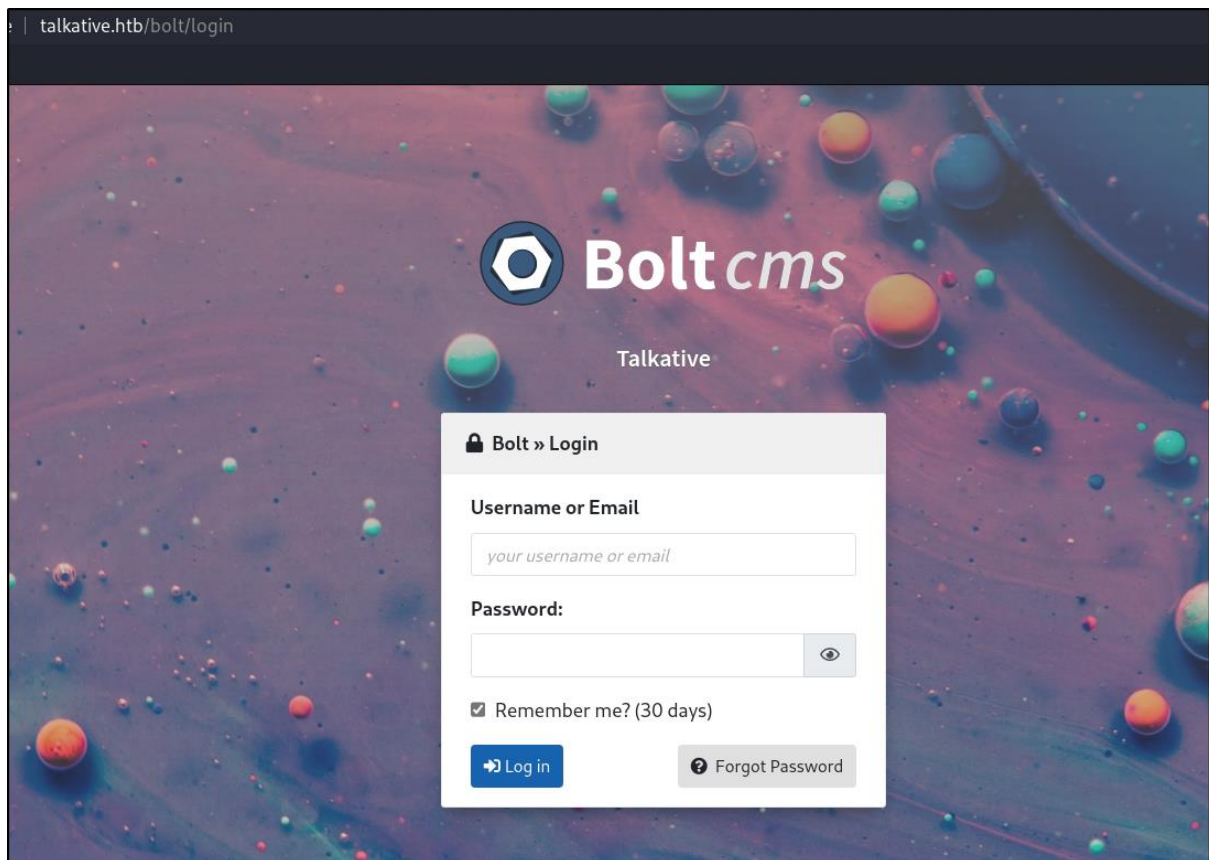 talkative.htb/bolt/login
Bolt cms
Talkative
Bolt » Login
Username or Email
your username or email
Password:
Remember me? (30 days)
Log in
Forgot Password